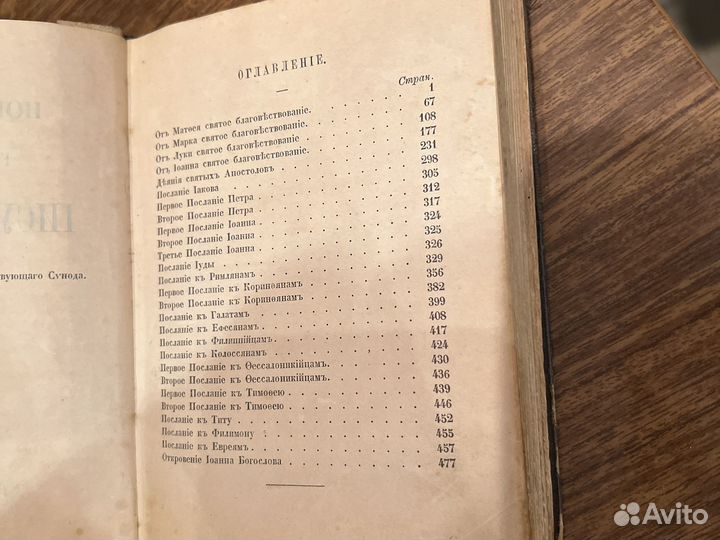 вующаго Сѵнода.
ОГЛАВЛЕНІЕ.
Стран.
Отъ Матѳея святое благовѣствованіе. 1
Отъ Марка святое благовѣствованіе. 67
Отъ Луки святое благовѣствованіе. 108
Отъ Іоанна святое благовѣствованіе. 177
Дѣянія святыхъ Апостоловъ 231
Посланіе Іакова 298
Первое Посланіе Петра 305
Второе Посланіе Петра 312
Первое Посланіе Іоанна 317
Второе Посланіе Іоанна 324
Третье Посланіе Іоанна 325
Посланіе Іуды 326
Посланіе къ Римлянамъ 329
Первое Посланіе къ Коринѳянамъ 356
Второе Посланіе къ Коринѳянамъ 382
Посланіе къ Галатамъ 399
Посланіе къ Ефесянамъ 408
Посланіе къ Филиппійцамъ 417
Посланіе къ Колоссянамъ 424
Первое Посланіе къ Ѳессалоникійцамъ. 430
Второе Посланіе къ Ѳессалоникійцамъ. 436
Первое Посланіе къ Тимоѳею 439
Второе Посланіе къ Тимоѳею 446
Посланіе къ Титу 452
Посланіе къ Филимону 455
Посланіе къ Евреямъ 457
Откровеніе Іоанна Богослова 477
Avito